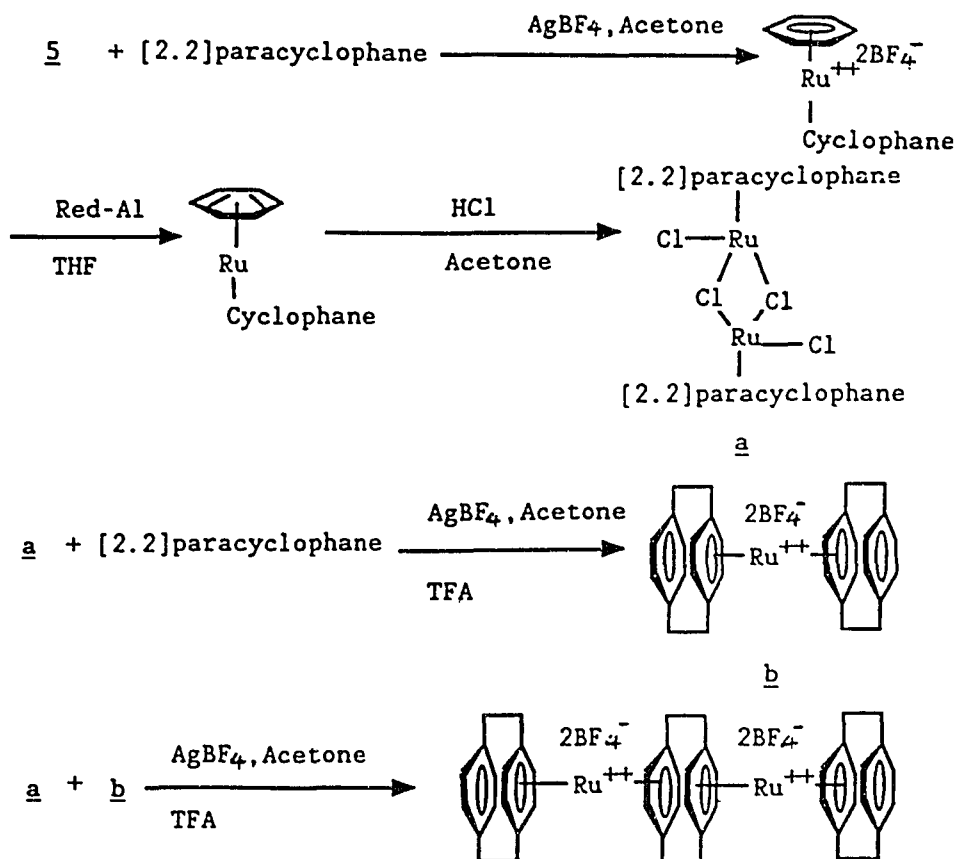 5 + [2.2]paracyclophane
AgBF4, Acetone
2BF4-
Ru++
Cyclophane
Red-Al
THF
Ru
Cyclophane
HCl
Acetone
[2.2]paracyclophane
Cl Ru
Cl Cl
Ru Cl
[2.2]paracyclophane
a
a + [2.2]paracyclophane
AgBF4, Acetone
TFA
2BF4-
Ru++
b
a + b
AgBF4, Acetone
TFA
2BF4- 2BF4-
Ru++ Ru++